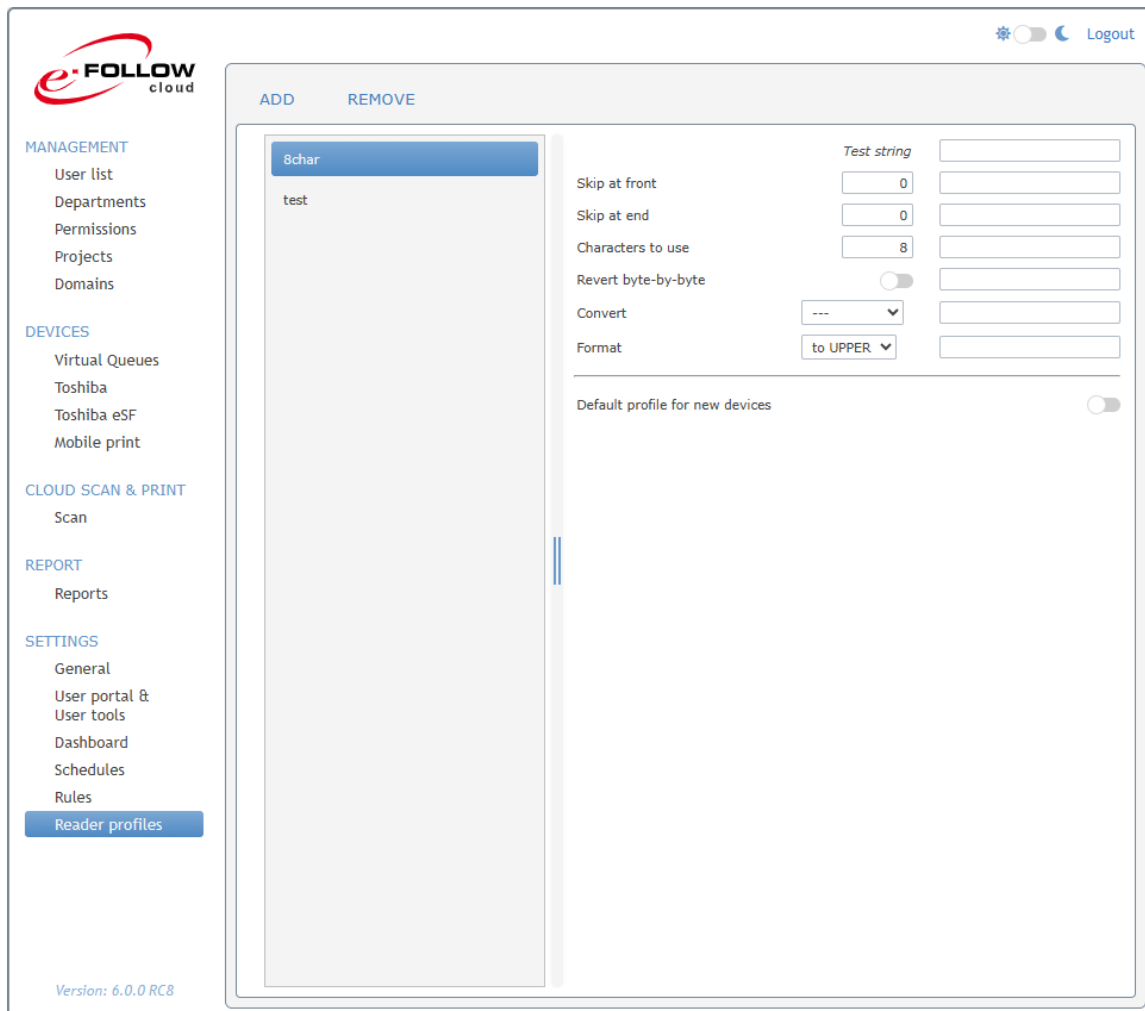 Logout
e·FOLLOW
cloud
ADD REMOVE
MANAGEMENT
User list
Departments
Permissions
Projects
Domains
DEVICES
Virtual Queues
Toshiba
Toshiba eSF
Mobile print
CLOUD SCAN & PRINT
Scan
REPORT
Reports
SETTINGS
General
User portal &
User tools
Dashboard
Schedules
Rules
Reader profiles
Version: 6.0.0 RC8
8char
test
Test string
Skip at front 0
Skip at end 0
Characters to use 8
Revert byte-by-byte
Convert ---
Format to UPPER
Default profile for new devices